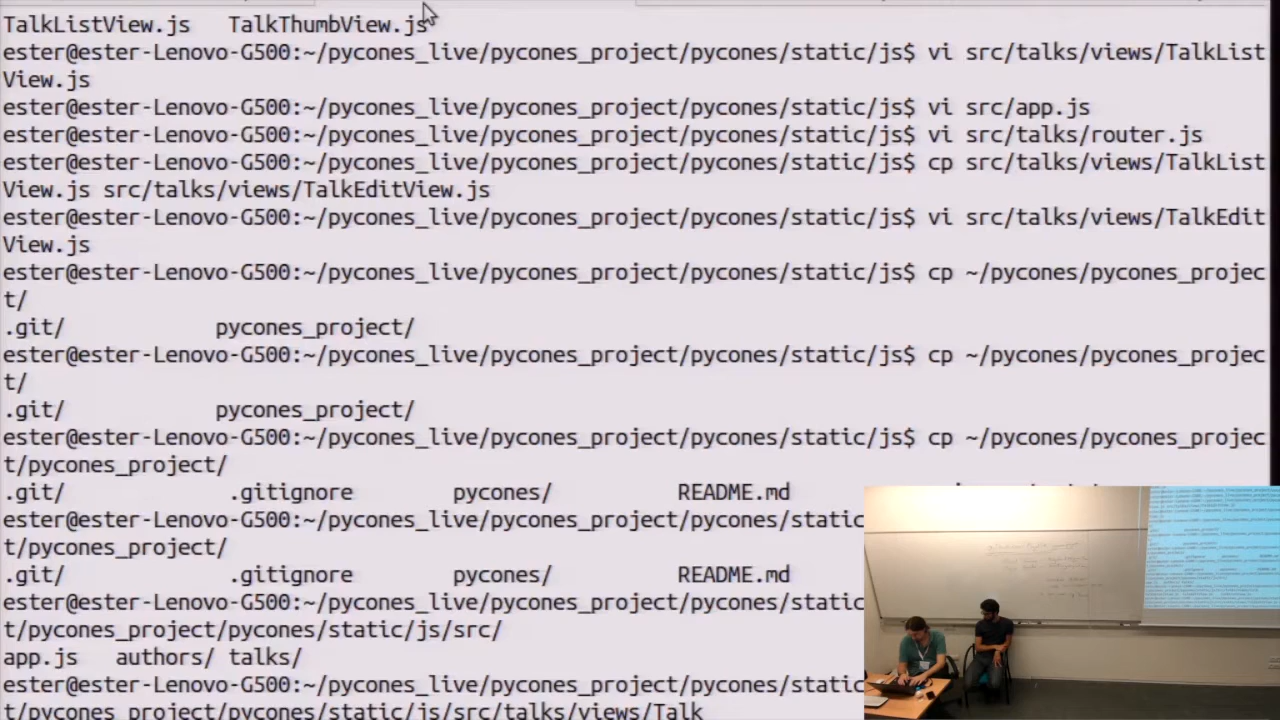 TalkListView.js   TalkThumbView.js
ester@ester-Lenovo-G500:~/pycones_live/pycones_project/pycones/static/js$ vi src/talks/views/TalkList
View.js
ester@ester-Lenovo-G500:~/pycones_live/pycones_project/pycones/static/js$ vi src/app.js
ester@ester-Lenovo-G500:~/pycones_live/pycones_project/pycones/static/js$ vi src/talks/router.js
ester@ester-Lenovo-G500:~/pycones_live/pycones_project/pycones/static/js$ cp src/talks/views/TalkList
View.js src/talks/views/TalkEditView.js
ester@ester-Lenovo-G500:~/pycones_live/pycones_project/pycones/static/js$ vi src/talks/views/TalkEdit
View.js
ester@ester-Lenovo-G500:~/pycones_live/pycones_project/pycones/static/js$ cp ~/pycones/pycones_projec
t/
.git/            pycones_project/
ester@ester-Lenovo-G500:~/pycones_live/pycones_project/pycones/static/js$ cp ~/pycones/pycones_projec
t/
.git/            pycones_project/
ester@ester-Lenovo-G500:~/pycones_live/pycones_project/pycones/static/js$ cp ~/pycones/pycones_projec
t/pycones_project/
.git/             .gitignore        pycones/          README.md
ester@ester-Lenovo-G500:~/pycones_live/pycones_project/pycones/static
t/pycones_project/
.git/             .gitignore        pycones/          README.md
ester@ester-Lenovo-G500:~/pycones_live/pycones_project/pycones/static
t/pycones_project/pycones/static/js/src/
app.js   authors/ talks/
ester@ester-Lenovo-G500:~/pycones_live/pycones_project/pycones/static
t/pycones_project/pycones/static/js/src/talks/views/Talk